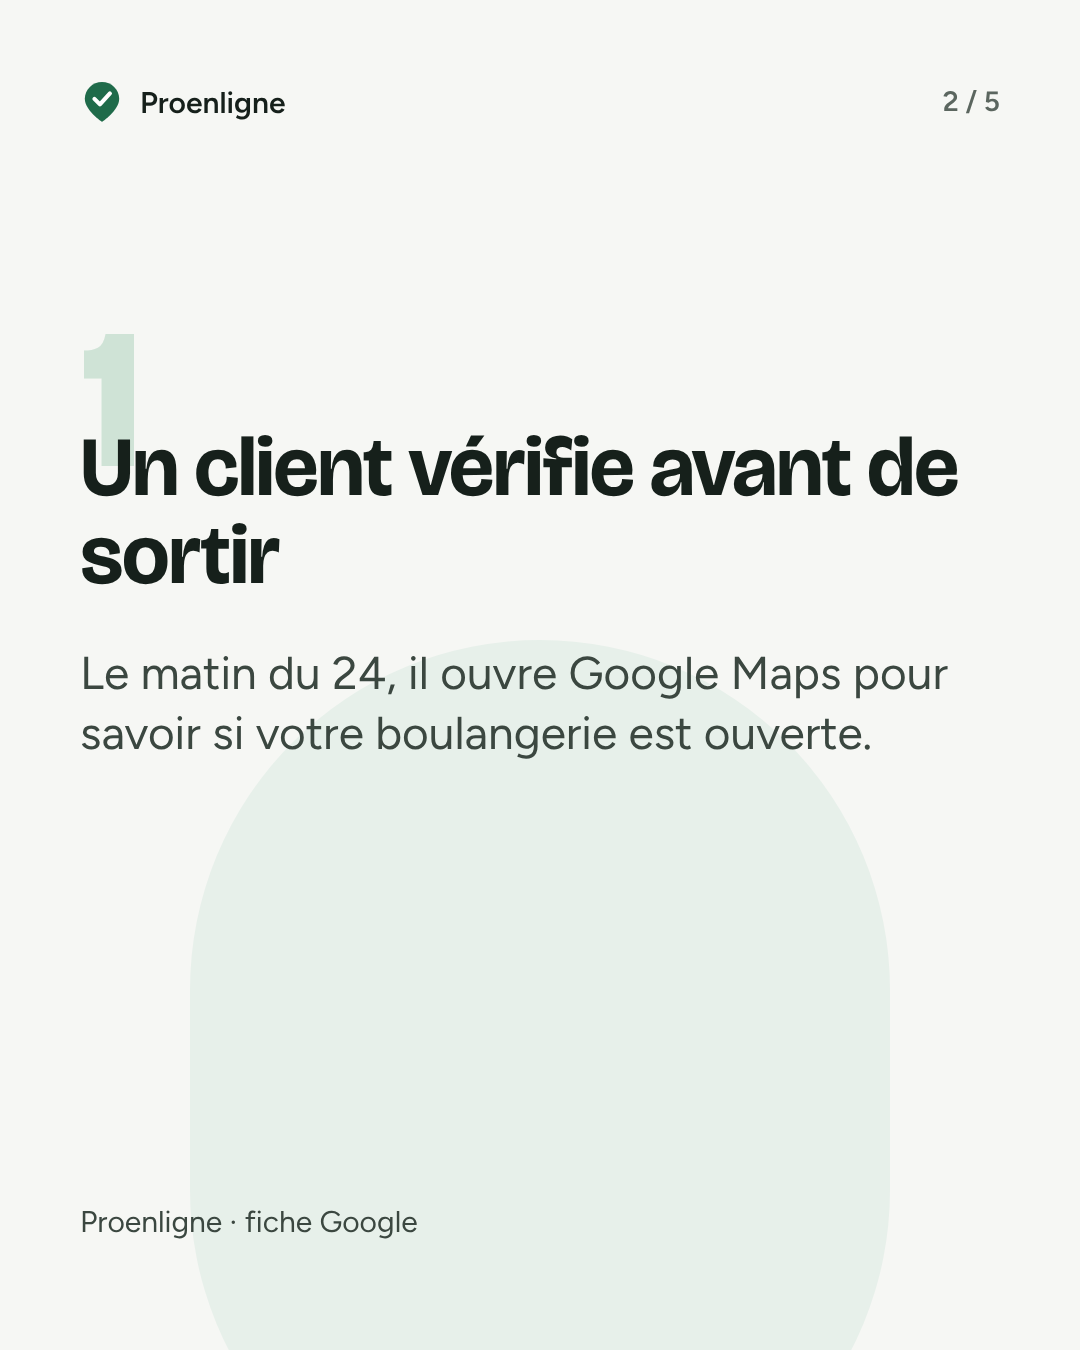 Proenligne
2 / 5
1
Un client vérifie avant de
sortir
Le matin du 24, il ouvre Google Maps pour
savoir si votre boulangerie est ouverte.
Proenligne · fiche Google